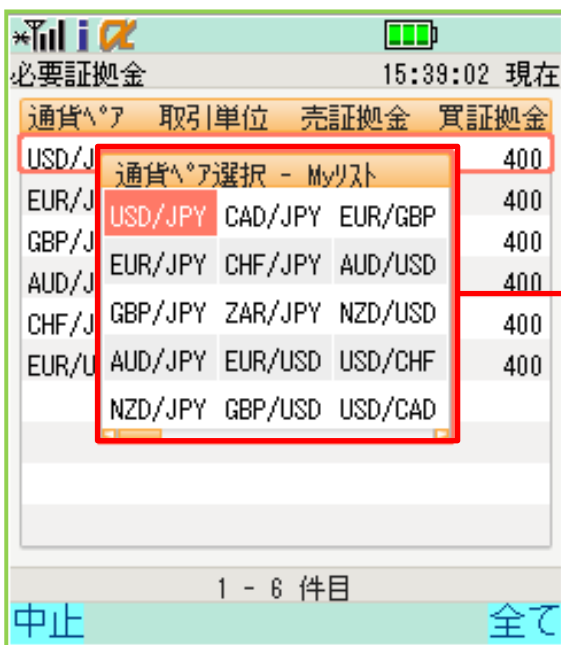 i α
必要証拠金 15:39:02 現在
通貨ﾍﾟｱ 取引単位 売証拠金 買証拠金
USD/J 400
EUR/J 400
GBP/J 400
AUD/J 400
CHF/J 400
EUR/U 400
通貨ﾍﾟｱ選択 - Myﾘｽﾄ
USD/JPY CAD/JPY EUR/GBP
EUR/JPY CHF/JPY AUD/USD
GBP/JPY ZAR/JPY NZD/USD
AUD/JPY EUR/USD USD/CHF
NZD/JPY GBP/USD USD/CAD
1 - 6 件目
中止 全て